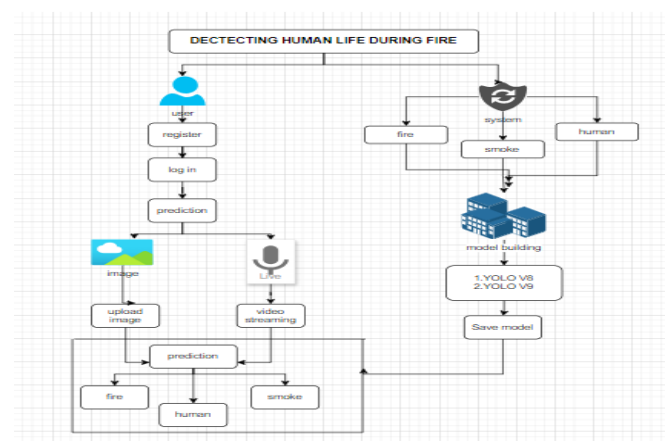 DECTECTING HUMAN LIFE DURING FIRE
user
system
register
fire
smoke
human
log in
prediction
image
Live
model building
1.YOLO V8
2.YOLO V9
upload
image
video
streaming
Save model
prediction
fire
human
smoke